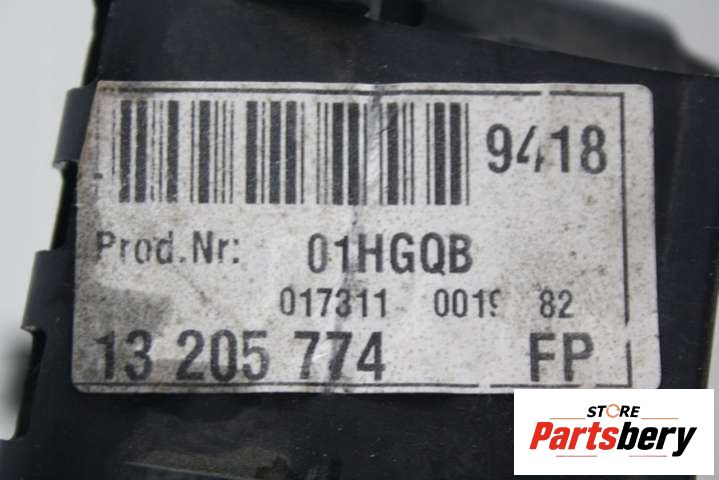 9418
Prod.Nr: 01HGQB
017311 0019 82
13 205 774 FP
STORE
Partsbery